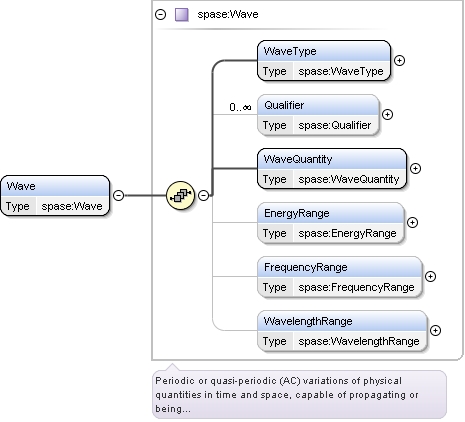 spase:Wave
WaveType
Type spase:WaveType
0..∞
Qualifier
Type spase:Qualifier
WaveQuantity
Type spase:WaveQuantity
Wave
Type spase:Wave
EnergyRange
Type spase:EnergyRange
FrequencyRange
Type spase:FrequencyRange
WavelengthRange
Type spase:WavelengthRange
Periodic or quasi-periodic (AC) variations of physical
quantities in time and space, capable of propagating or
being...